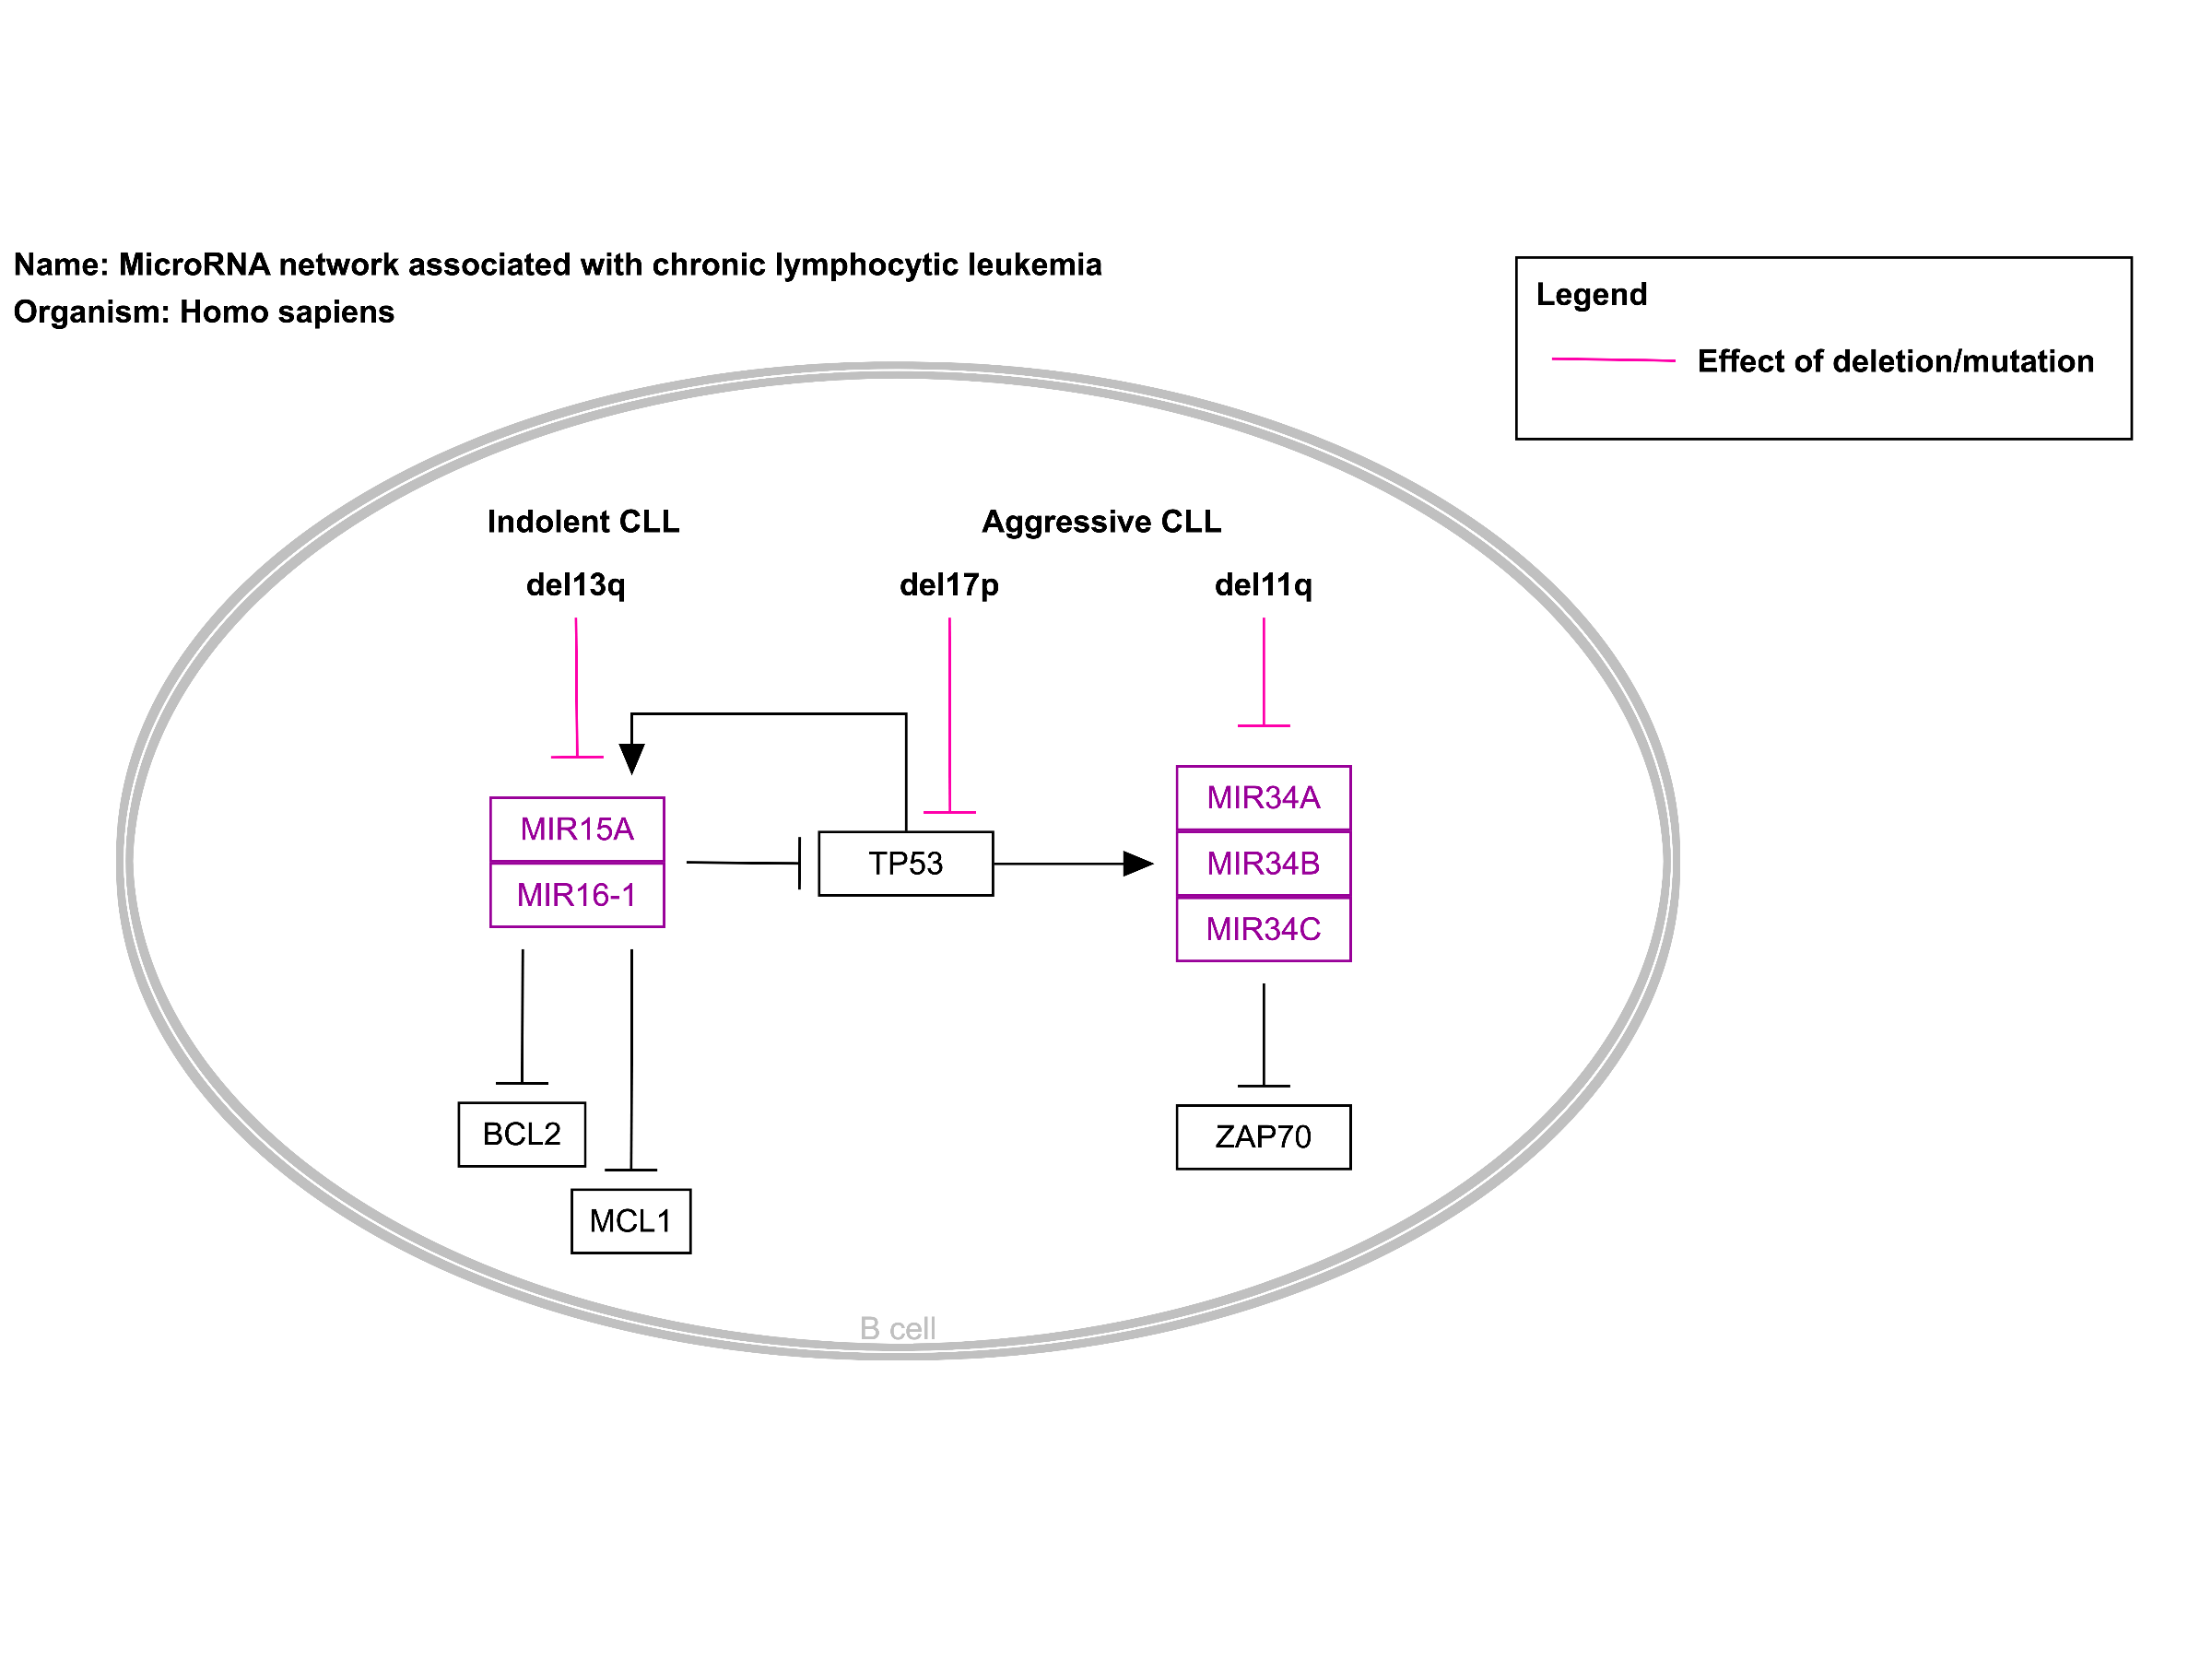 Name: MicroRNA network associated with chronic lymphocytic leukemia
Organism: Homo sapiens
Legend
Effect of deletion/mutation
Indolent CLL
Aggressive CLL
del13q
del17p
del11q
MIR15A
MIR16-1
TP53
MIR34A
MIR34B
MIR34C
BCL2
MCL1
ZAP70
B cell